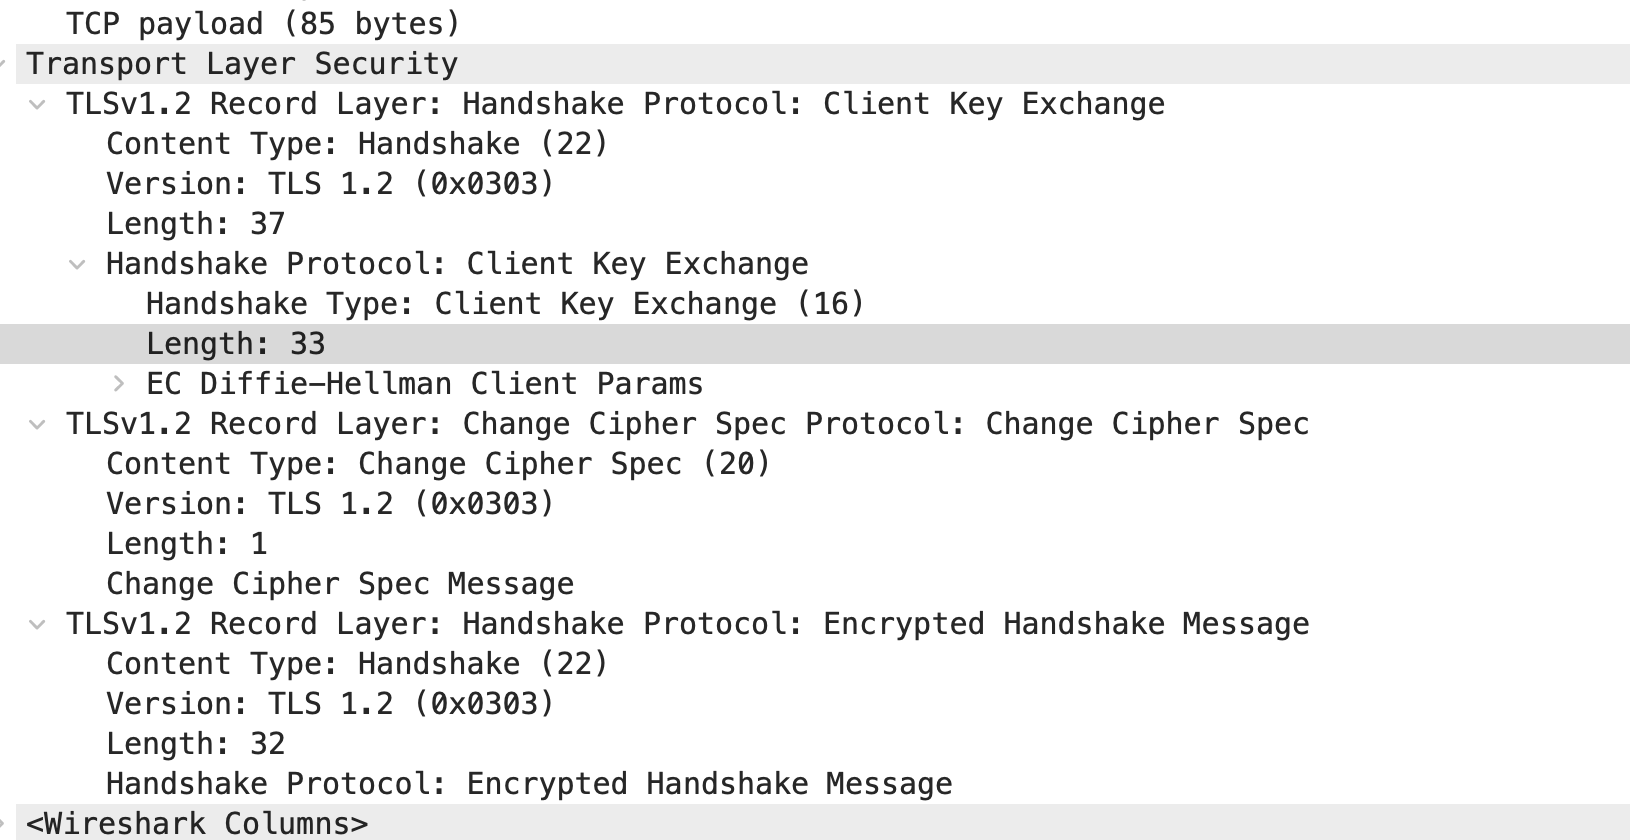 TCP payload (85 bytes)
Transport Layer Security
TLSv1.2 Record Layer: Handshake Protocol: Client Key Exchange
Content Type: Handshake (22)
Version: TLS 1.2 (0x0303)
Length: 37
Handshake Protocol: Client Key Exchange
Handshake Type: Client Key Exchange (16)
Length: 33
EC Diffie-Hellman Client Params
TLSv1.2 Record Layer: Change Cipher Spec Protocol: Change Cipher Spec
Content Type: Change Cipher Spec (20)
Version: TLS 1.2 (0x0303)
Length: 1
Change Cipher Spec Message
TLSv1.2 Record Layer: Handshake Protocol: Encrypted Handshake Message
Content Type: Handshake (22)
Version: TLS 1.2 (0x0303)
Length: 32
Handshake Protocol: Encrypted Handshake Message
<Wireshark Columns>